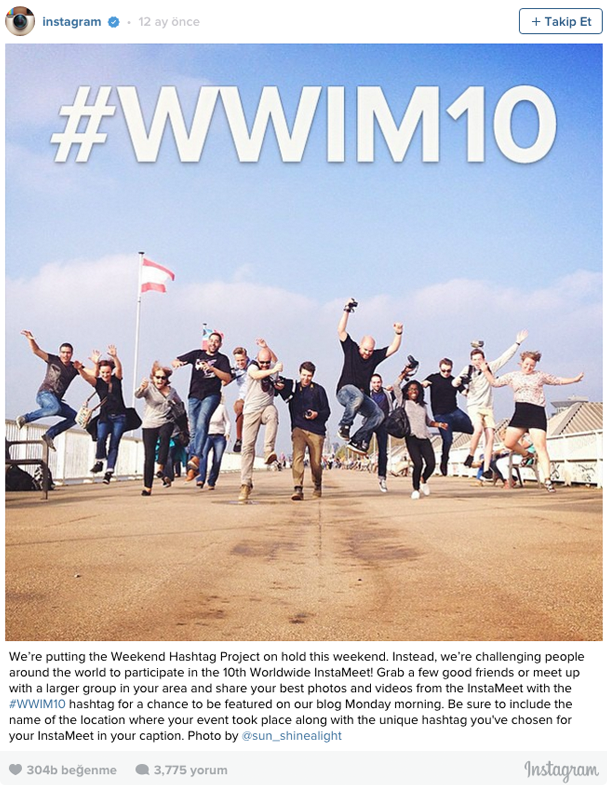 instagram • 12 ay önce
+ Takip Et
#WWIM10
We're putting the Weekend Hashtag Project on hold this weekend. Instead, we're challenging people
around the world to participate in the 10th Worldwide InstaMeet! Grab a few good friends or meet up
with a larger group in your area and share your best photos and videos from the InstaMeet with the
#WWIM10 hashtag for a chance to be featured on our blog Monday morning. Be sure to include the
name of the location where your event took place along with the unique hashtag you've chosen for
your InstaMeet in your caption. Photo by @sun_shinealight
304b beğenme 3,775 yorum
Instagram